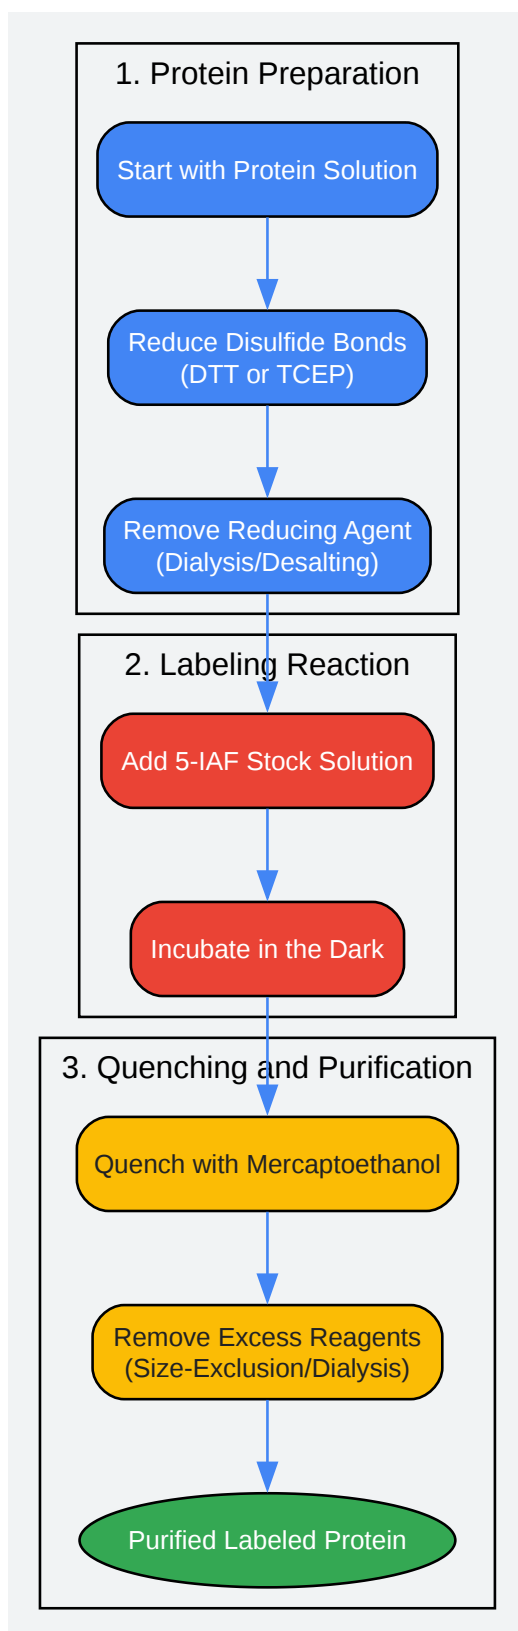 1. Protein Preparation
Start with Protein Solution
Reduce Disulfide Bonds
(DTT or TCEP)
Remove Reducing Agent
(Dialysis/Desalting)
2. Labeling Reaction
Add 5-IAF Stock Solution
Incubate in the Dark
3. Quenching and Purification
Quench with Mercaptoethanol
Remove Excess Reagents
(Size-Exclusion/Dialysis)
Purified Labeled Protein